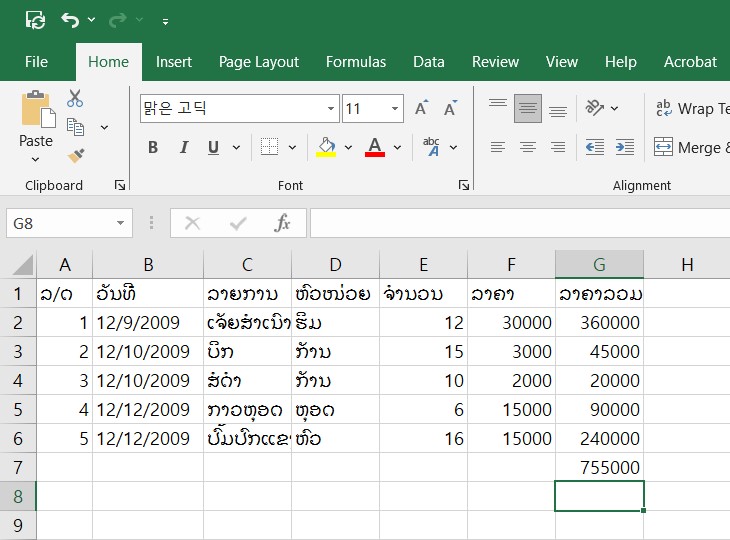 File Home Insert Page Layout Formulas Data Review View Help Acrobat
맑은 고딕 11 A A ab c Wrap Te
Paste B I U A abc A Merge &
Clipboard Font Alignment
G8 fx
A B C D E F G H
1 ລ/ດ ວັນທີ ລາຍການ ຫົວໜ່ວຍ ຈຳນວນ ລາຄາ ລາຄາລວມ
2 1 12/9/2009 ເຈັຍສຳເນົາ ຮິມ 12 30000 360000
3 2 12/10/2009 ບິກ ກ້ານ 15 3000 45000
4 3 12/10/2009 ສໍດຳ ກ້ານ 10 2000 20000
5 4 12/12/2009 ກາວຫຼອດ ຫຼອດ 6 15000 90000
6 5 12/12/2009 ປຶ້ມປົກແຂ ຫົວ 16 15000 240000
7 755000
8
9